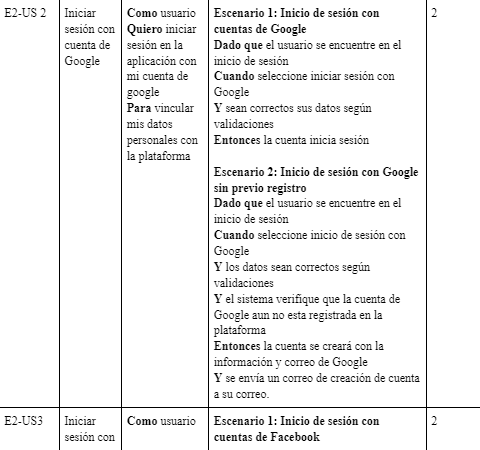 E2-US 2
Iniciar
sesión con
cuenta de
Google
Como usuario
Quiero iniciar
sesión en la
aplicación con
mi cuenta de
google
Para vincular
mis datos
personales con
la plataforma
Escenario 1: Inicio de sesión con
cuentas de Google
Dado que el usuario se encuentre en el
inicio de sesión
Cuando seleccione iniciar sesión con
Google
Y sean correctos sus datos según
validaciones
Entonces la cuenta inicia sesión
Escenario 2: Inicio de sesión con Google
sin previo registro
Dado que el usuario se encuentre en el
inicio de sesión
Cuando seleccione inicio de sesión con
Google
Y los datos sean correctos según
validaciones
Y el sistema verifique que la cuenta de
Google aun no esta registrada en la
plataforma
Entonces la cuenta se creará con la
información y correo de Google
Y se envía un correo de creación de cuenta
a su correo.
2
E2-US3
Iniciar
sesión con
Como usuario
Escenario 1: Inicio de sesión con
cuentas de Facebook
2